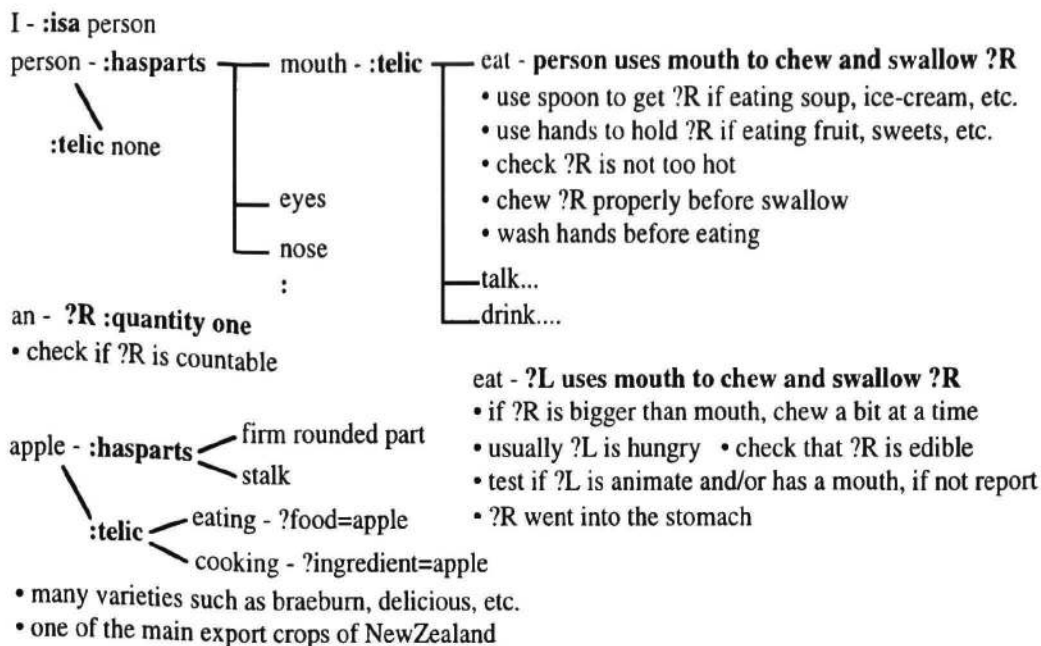 I - :isa person
person - :hasparts
:telic none
mouth - :telic
eyes
nose
:
eat - person uses mouth to chew and swallow ?R
• use spoon to get ?R if eating soup, ice-cream, etc.
• use hands to hold ?R if eating fruit, sweets, etc.
• check ?R is not too hot
• chew ?R properly before swallow
• wash hands before eating
talk...
drink....
an - ?R :quantity one
• check if ?R is countable
eat - ?L uses mouth to chew and swallow ?R
• if ?R is bigger than mouth, chew a bit at a time
• usually ?L is hungry • check that ?R is edible
• test if ?L is animate and/or has a mouth, if not report
• ?R went into the stomach
apple - :hasparts
firm rounded part
stalk
:telic
eating - ?food=apple
cooking - ?ingredient=apple
• many varieties such as braeburn, delicious, etc.
• one of the main export crops of NewZealand